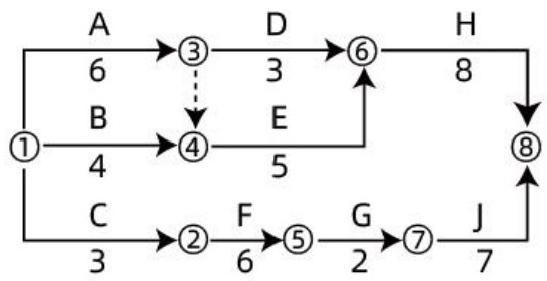 A D H
③ ⑥
6 3 8
B E
① ④ ⑧
4 5
C F G J
② ⑤ ⑦
3 6 2 7